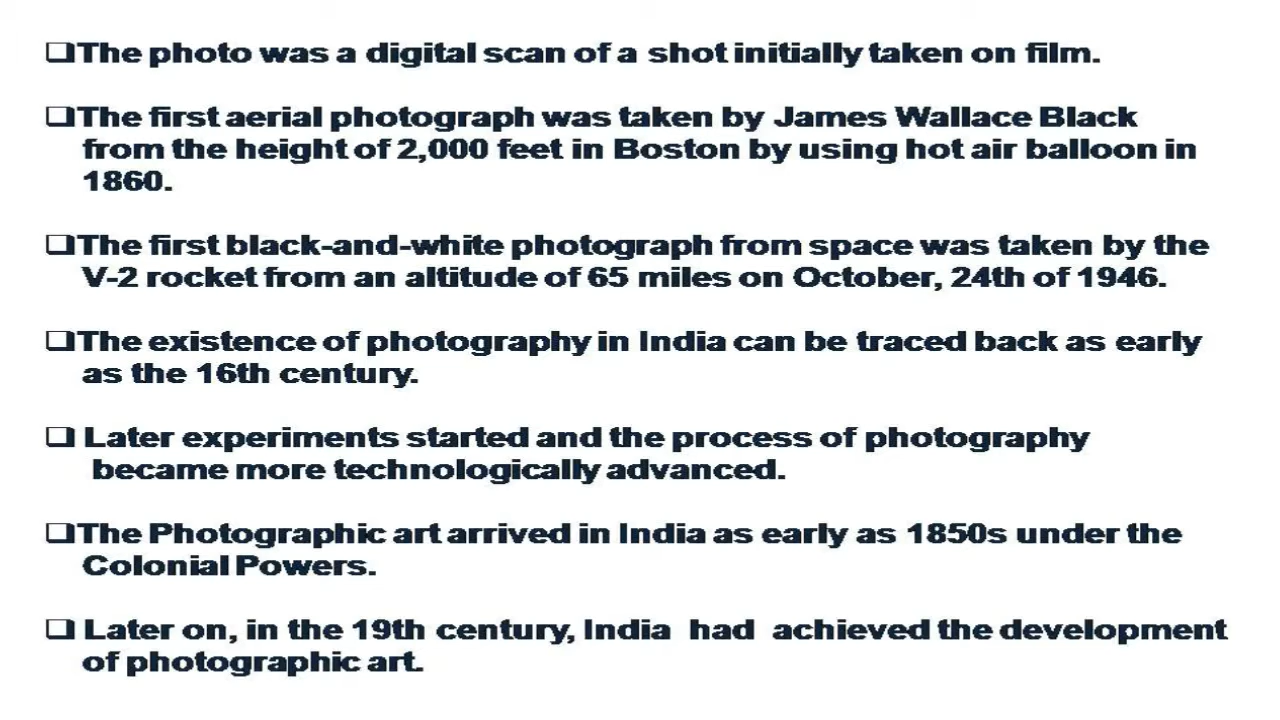 ❑The photo was a digital scan of a shot initially taken on film.
❑The first aerial photograph was taken by James Wallace Black
from the height of 2,000 feet in Boston by using hot air balloon in
1860.
❑The first black-and-white photograph from space was taken by the
V-2 rocket from an altitude of 65 miles on October, 24th of 1946.
❑The existence of photography in India can be traced back as early
as the 16th century.
❑ Later experiments started and the process of photography
became more technologically advanced.
❑The Photographic art arrived in India as early as 1850s under the
Colonial Powers.
❑ Later on, in the 19th century, India had achieved the development
of photographic art.